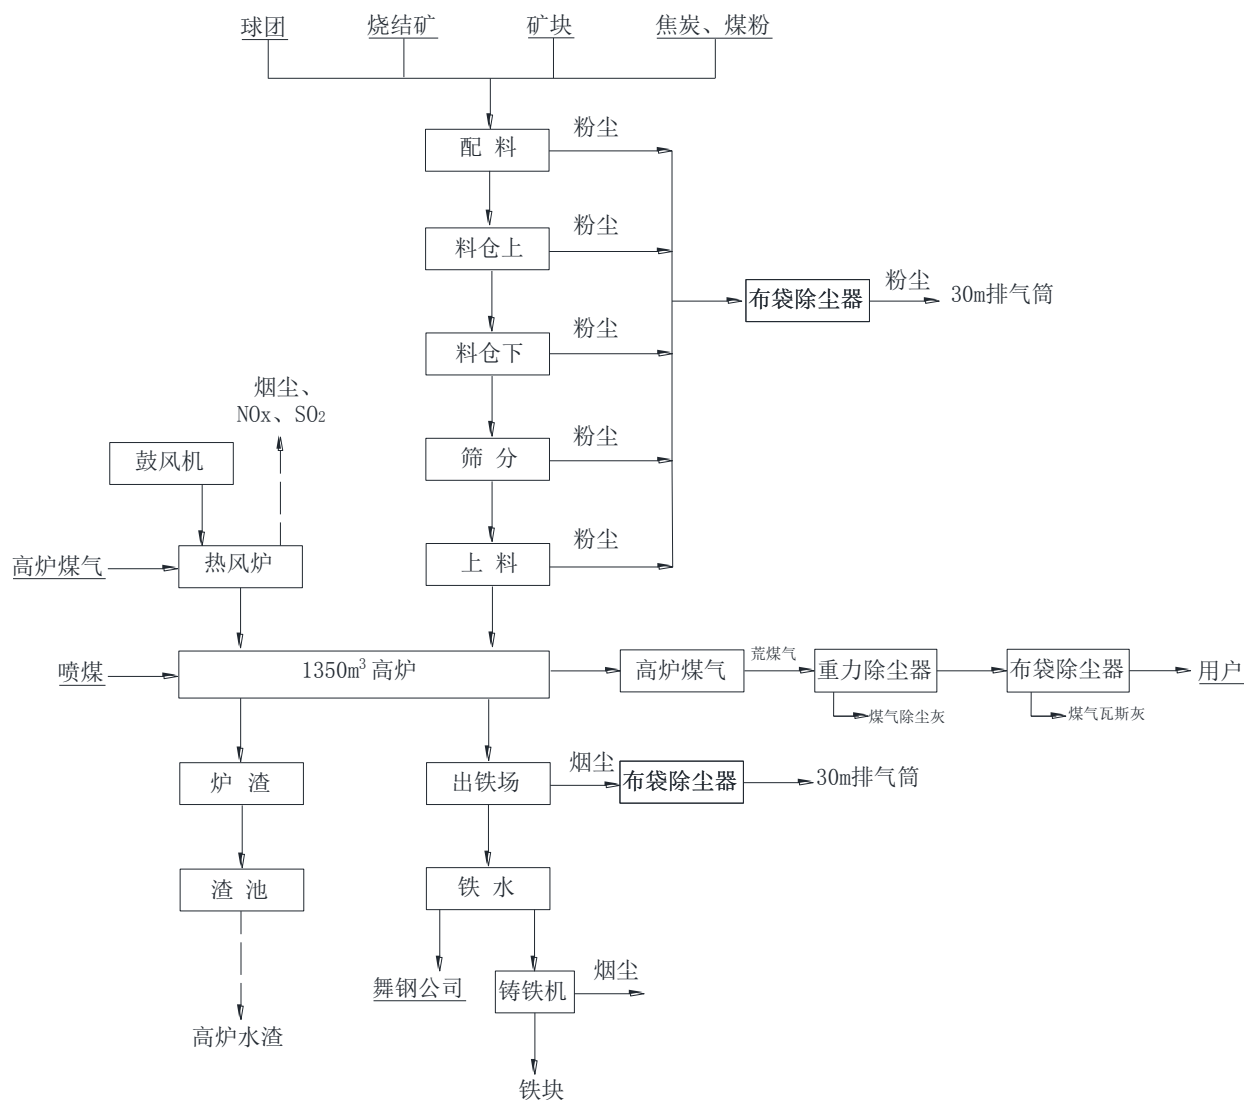 球团
烧结矿
矿块
焦炭、煤粉
配 料
粉尘
料仓上
粉尘
布袋除尘器
粉尘
30m排气筒
料仓下
粉尘
烟尘、
NOx、SO2
鼓风机
筛 分
粉尘
高炉煤气
热风炉
上 料
粉尘
喷煤
1350m³高炉
高炉煤气
荒煤气
重力除尘器
布袋除尘器
用户
煤气除尘灰
煤气瓦斯灰
炉 渣
出铁场
烟尘
布袋除尘器
30m排气筒
渣 池
铁 水
舞钢公司
铸铁机
烟尘
高炉水渣
铁块